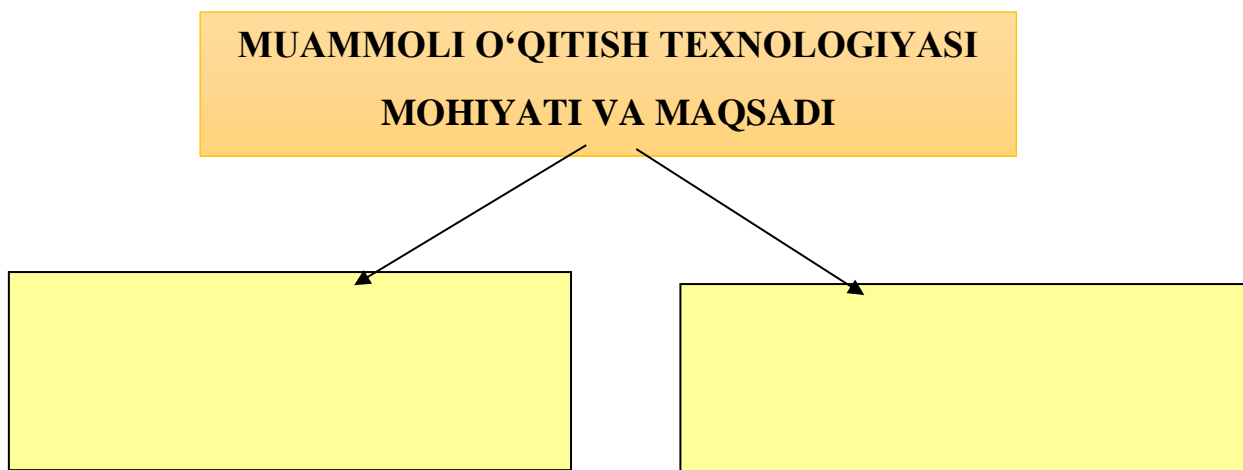 MUAMMOLI O‘QITISH TEXNOLOGIYASI
MOHIYATI VA MAQSADI